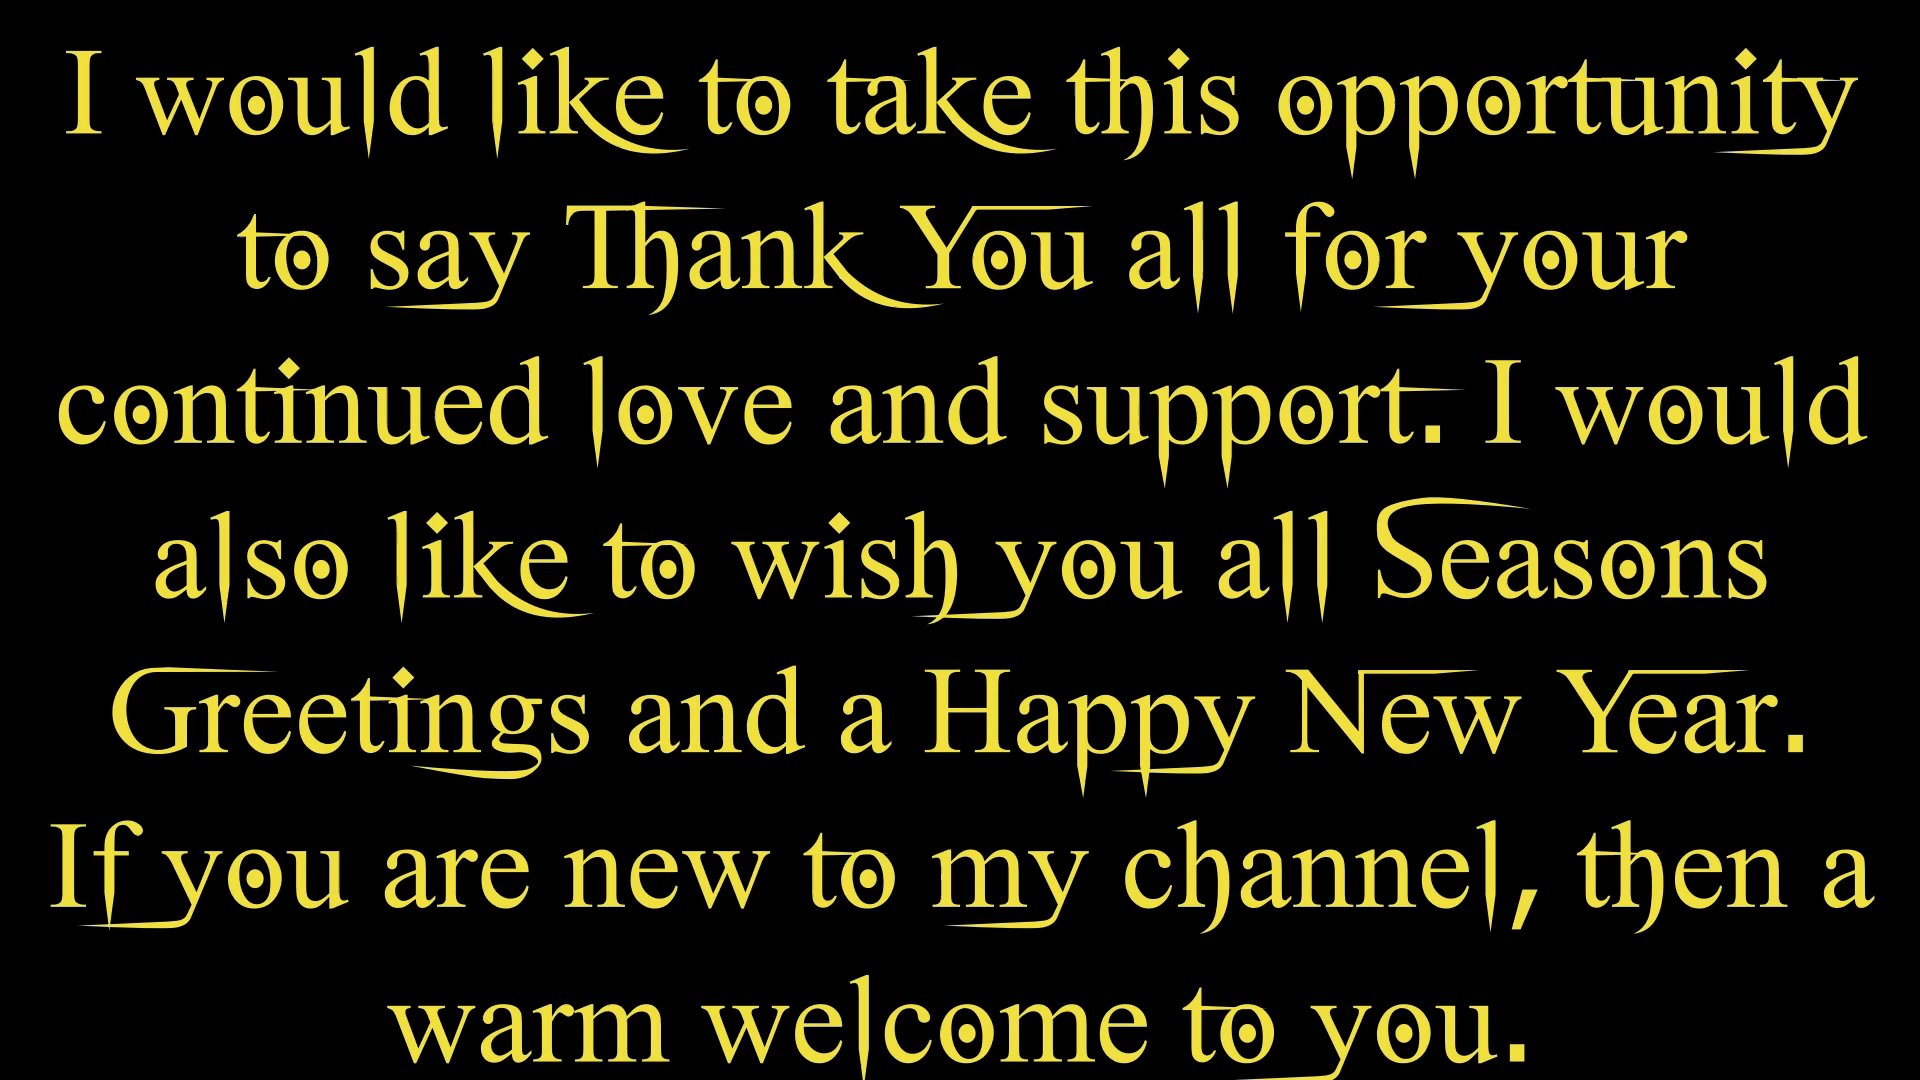 I would like to take this opportunity
to say Thank You all for your
continued love and support. I would
also like to wish you all Seasons
Greetings and a Happy New Year.
If you are new to my channel, then a
warm welcome to you.